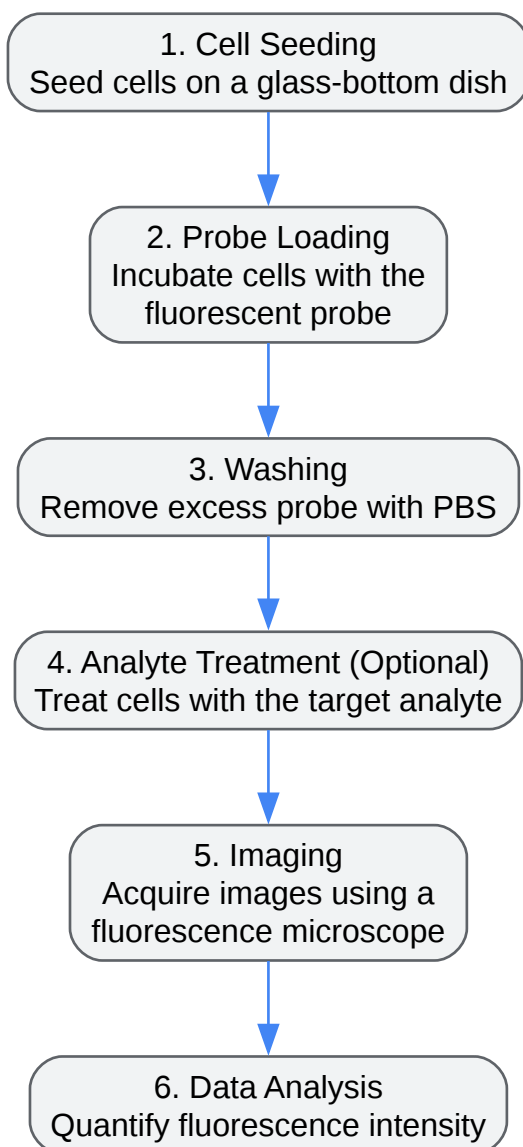 1. Cell Seeding
Seed cells on a glass-bottom dish
2. Probe Loading
Incubate cells with the
fluorescent probe
3. Washing
Remove excess probe with PBS
4. Analyte Treatment (Optional)
Treat cells with the target analyte
5. Imaging
Acquire images using a
fluorescence microscope
6. Data Analysis
Quantify fluorescence intensity